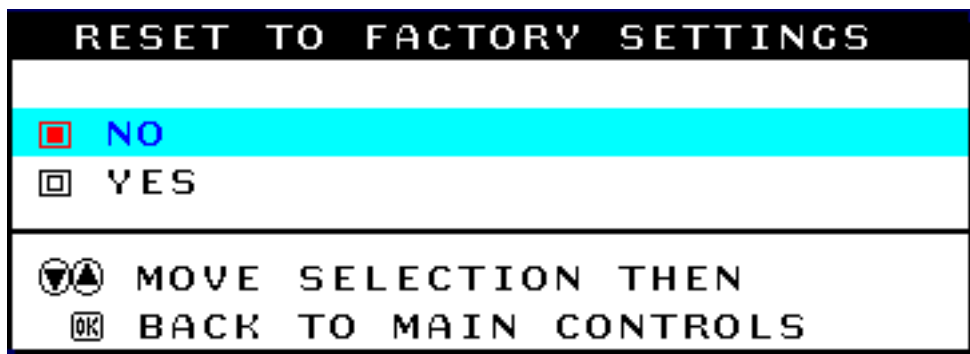 RESET TO FACTORY SETTINGS
NO
YES
MOVE SELECTION THEN
OK BACK TO MAIN CONTROLS